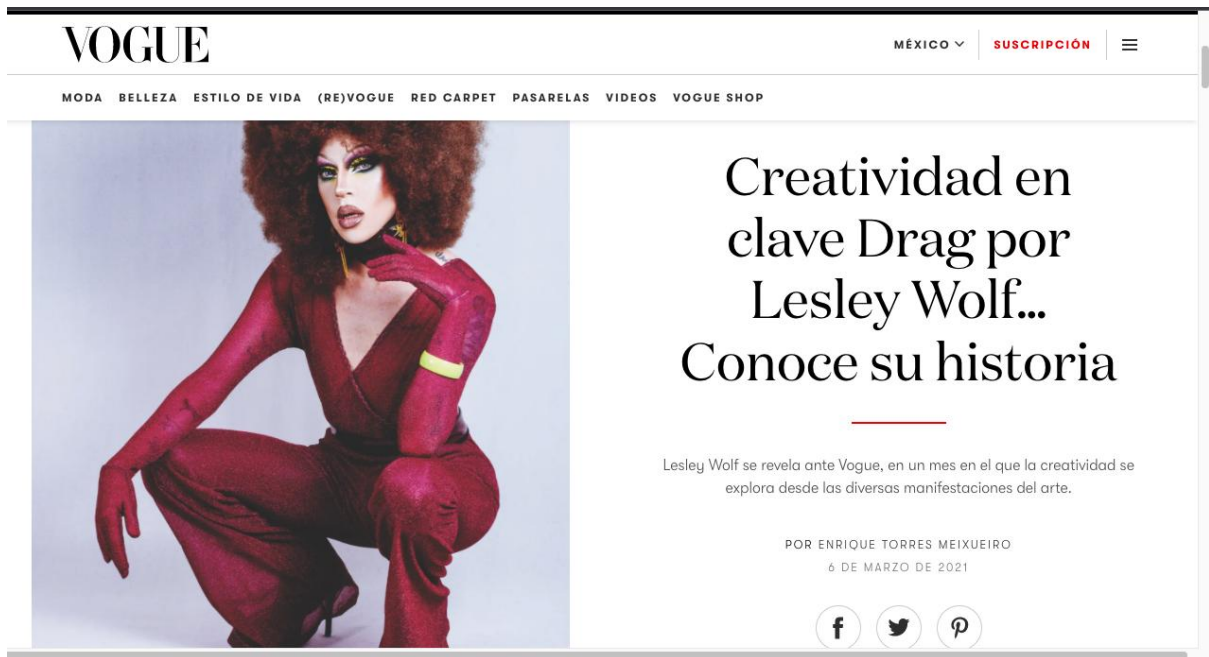 VOGUE
MÉXICO
SUSCRIPCIÓN
MODA BELLEZA ESTILO DE VIDA (RE)VOGUE RED CARPET PASARELAS VIDEOS VOGUE SHOP
Creatividad en
clave Drag por
Lesley Wolf...
Conoce su historia
Lesley Wolf se revela ante Vogue, en un mes en el que la creatividad se
explora desde las diversas manifestaciones del arte.
POR ENRIQUE TORRES MEIXUEIRO
6 DE MARZO DE 2021